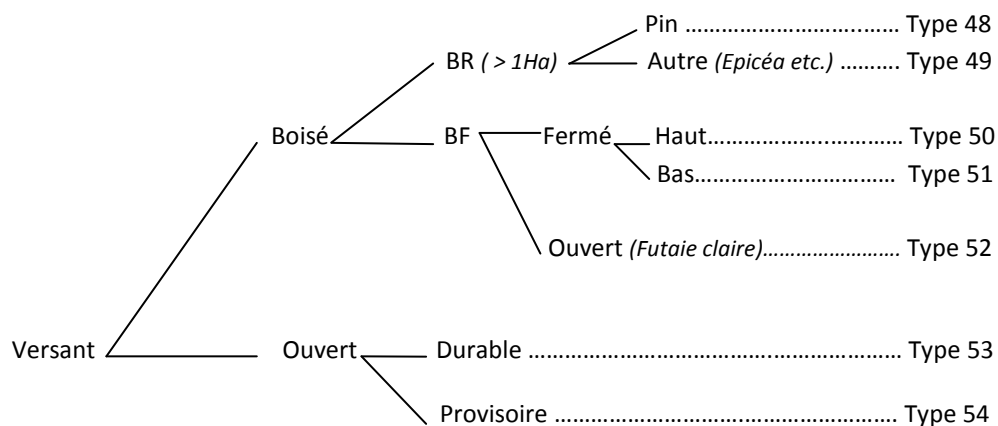 Pin ………………………..…… Type 48
BR ( > 1Ha) Autre (Epicéa etc.) ………. Type 49
Boisé BF Fermé Haut………………..………… Type 50
Bas………………………… Type 51
Ouvert (Futaie claire)……………………. Type 52
Versant Ouvert Durable ……………………………………………… Type 53
Provisoire ……………………………………………. Type 54